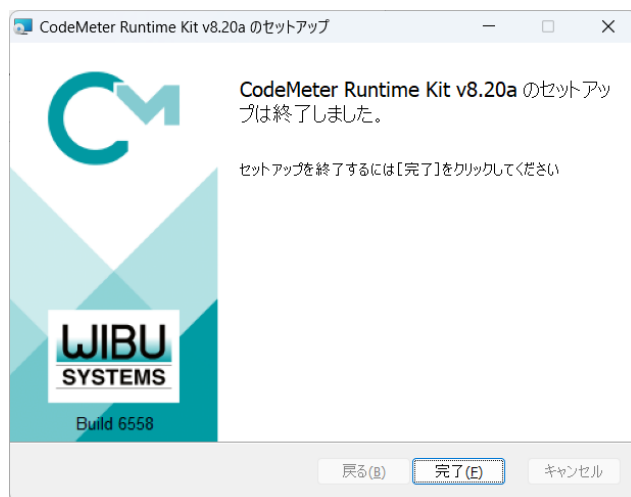 CodeMeter Runtime Kit v8.20a のセットアップ
CodeMeter Runtime Kit v8.20a のセットアッ
プは終了しました。
セットアップを終了するには[完了]をクリックしてください
CM
WIBU
SYSTEMS
Build 6558
戻る(B)
完了(F)
キャンセル